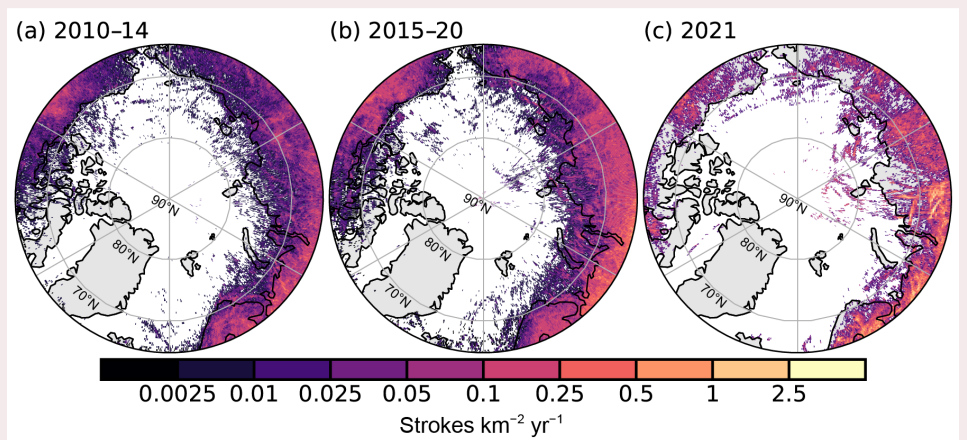 (a) 2010–14 (b) 2015–20 (c) 2021
90°N 90°N 90°N
80°N 80°N 80°N
70°N 70°N 70°N
0.0025 0.01 0.025 0.05 0.1 0.25 0.5 1 2.5
Strokes km⁻² yr⁻¹